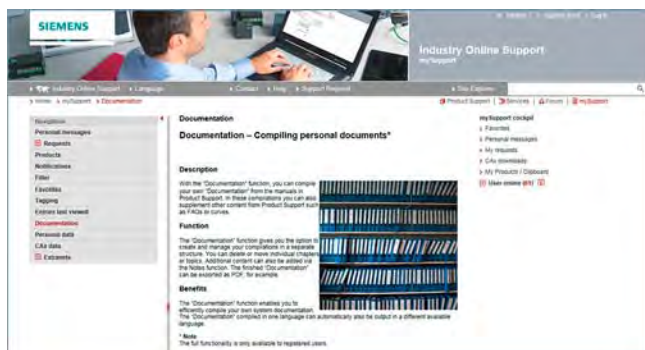 SIEMENS
Industry Online Support
mySupport
Industry Online Support Language Contact Help Support Request Site Explorer
Home mySupport Documentation
Product Support Services Forum mySupport
Navigation
Personal messages
Requests
Products
Notifications
Filter
Favorites
Tagging
Entries last viewed
Documentation
Personal data
CAx data
Documentation
Documentation – Compiling personal documents*
Description
With the "Documentation" function, you can compile
your own "Documentation" from the manuals in
Product Support. In these compilations you can also
supplement other content from Product Support such
as FAQs or curves.
Function
The "Documentation" function gives you the option to
create and manage your compilations in a separate
structure. You can delete or move individual chapters
or topics. Additional content can also be added via
the Notes function. The finished "Documentation"
can be exported as PDF, for example.
Benefits
The "Documentation" function enables you to
efficiently compile your own system documentation.
The "Documentation" compiled in one language can automatically also be output in a different available
language.
* Note
The full functionality is only available to registered users.
mySupport cockpit
Favorites
Personal messages
My requests
CAx downloads
My Products / Clipboard
User online